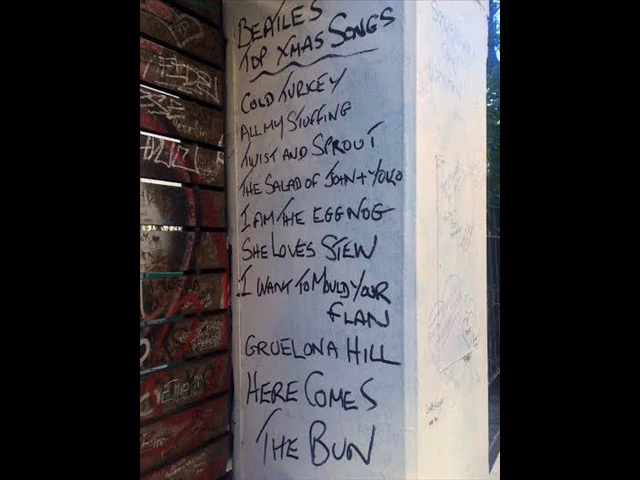 BEATLES
TOP XMAS SONGS
COLD TURKEY
ALL MY STUFFING
TWIST AND SPROUT
THE SALAD OF JOHN + YOKO
I AM THE EGGNOG
SHE LOVES STEW
I WANT TO MOULD YOUR
FLAN
GRUEL ON A HILL
HERE COMES
THE BUN